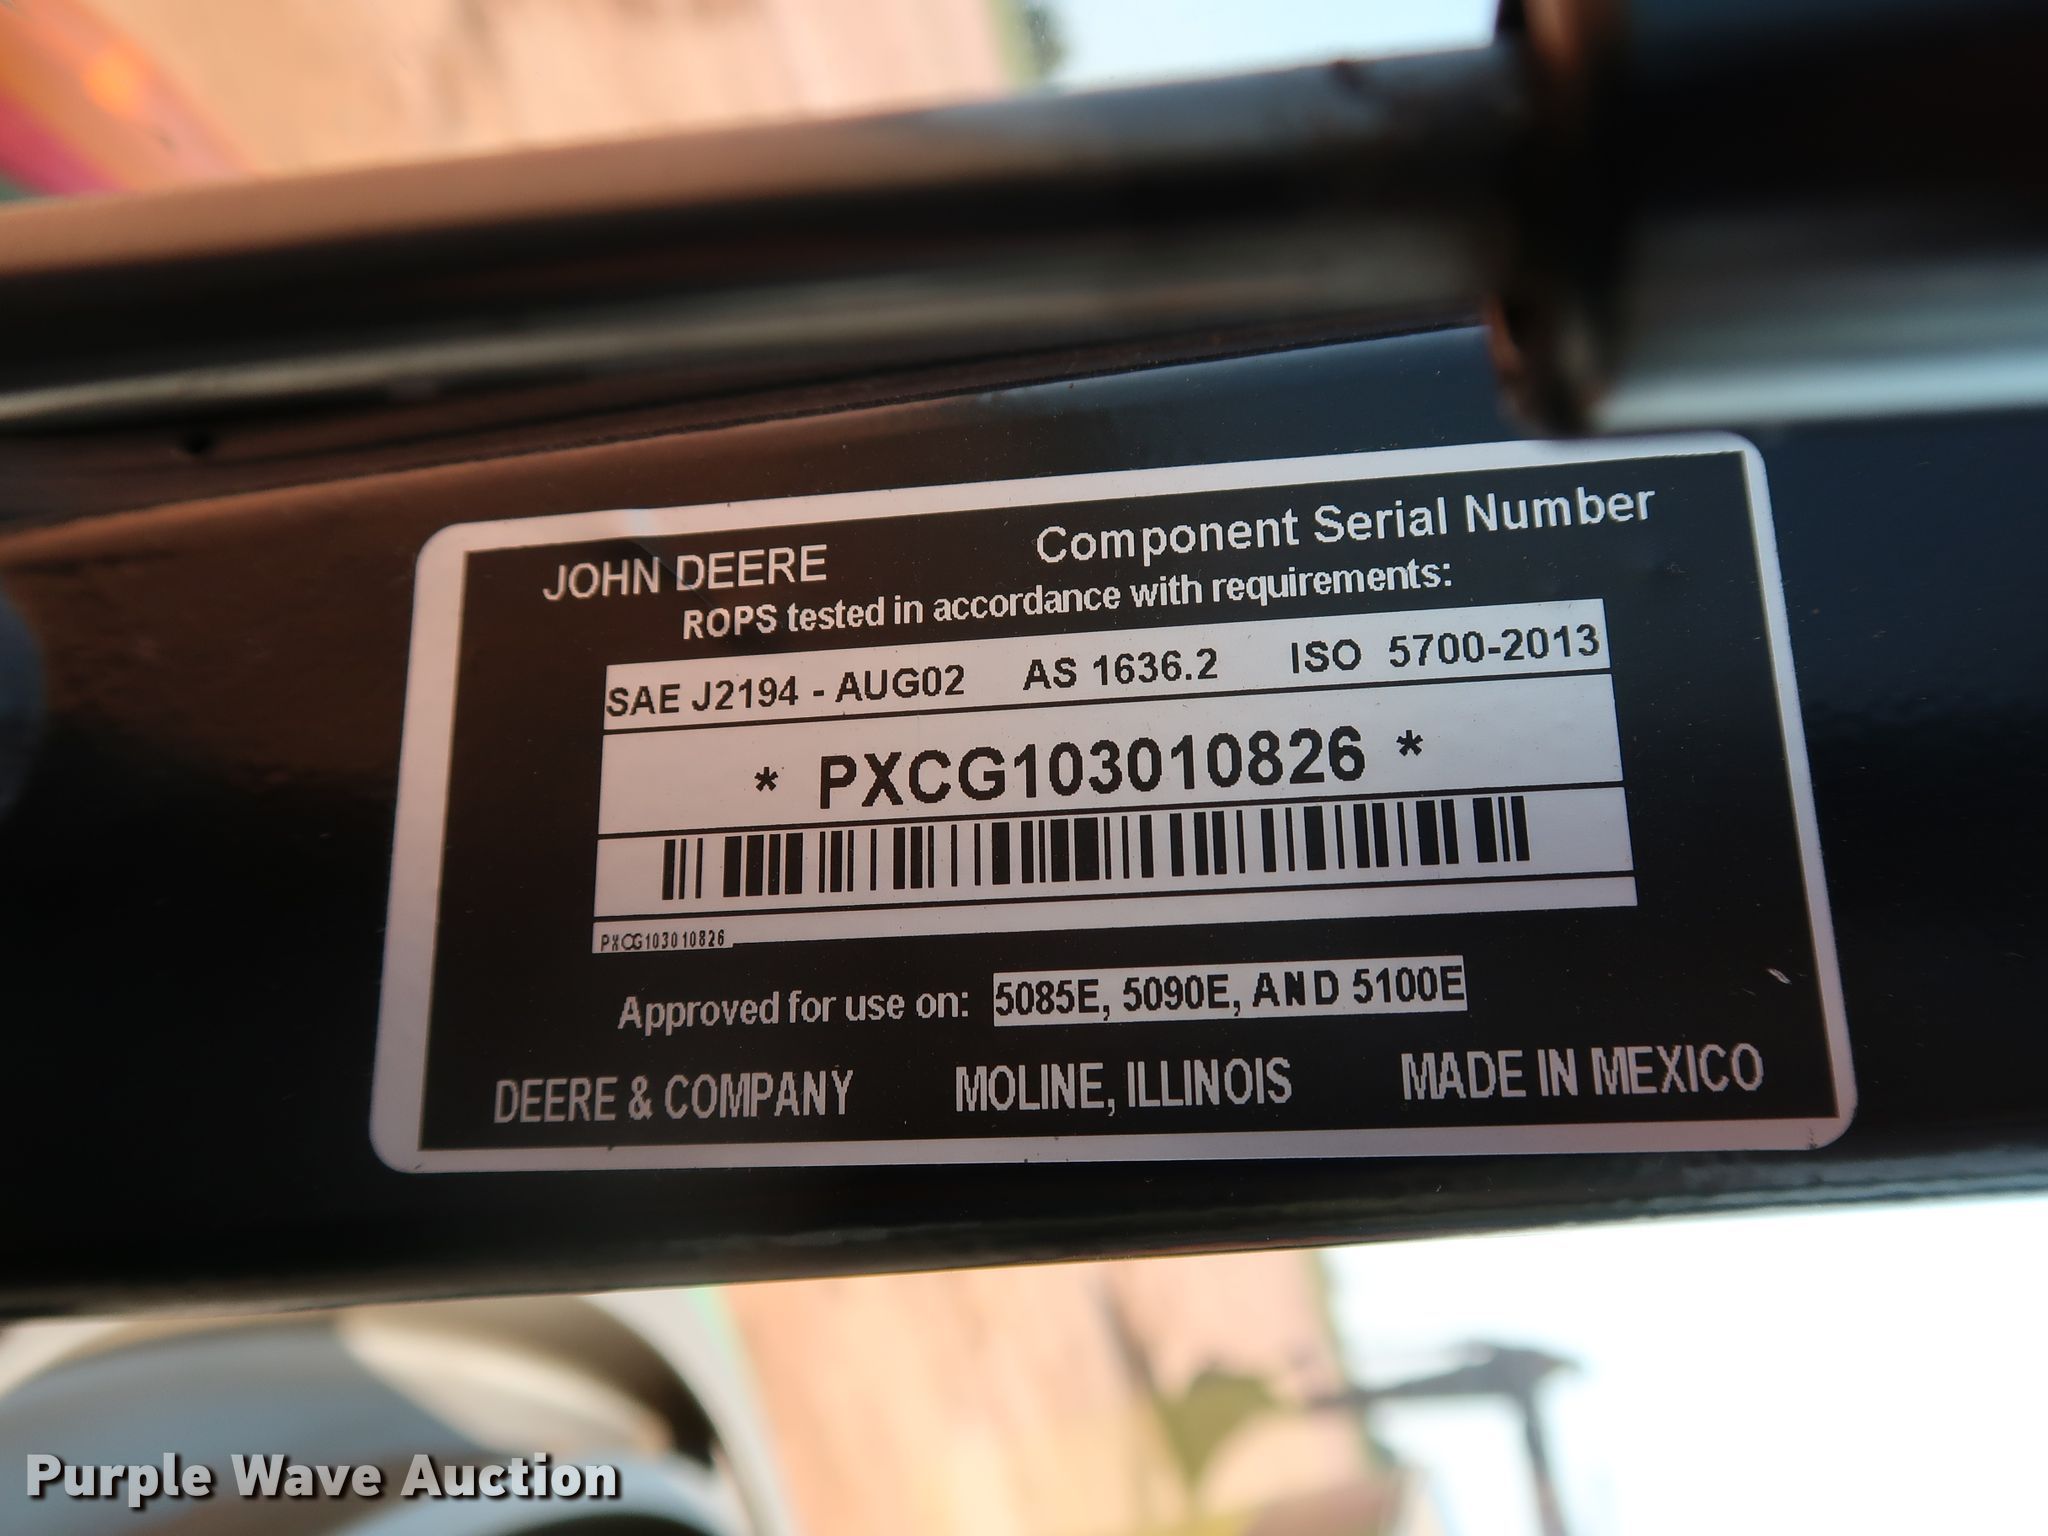 JOHN DEERE Component Serial Number
ROPS tested in accordance with requirements:
SAE J2194 - AUG02 AS 1636.2 ISO 5700-2013
* PXCG103010826 *
PXCG103010826
Approved for use on: 5085E, 5090E, AND 5100E
DEERE & COMPANY MOLINE, ILLINOIS MADE IN MEXICO
Purple Wave Auction